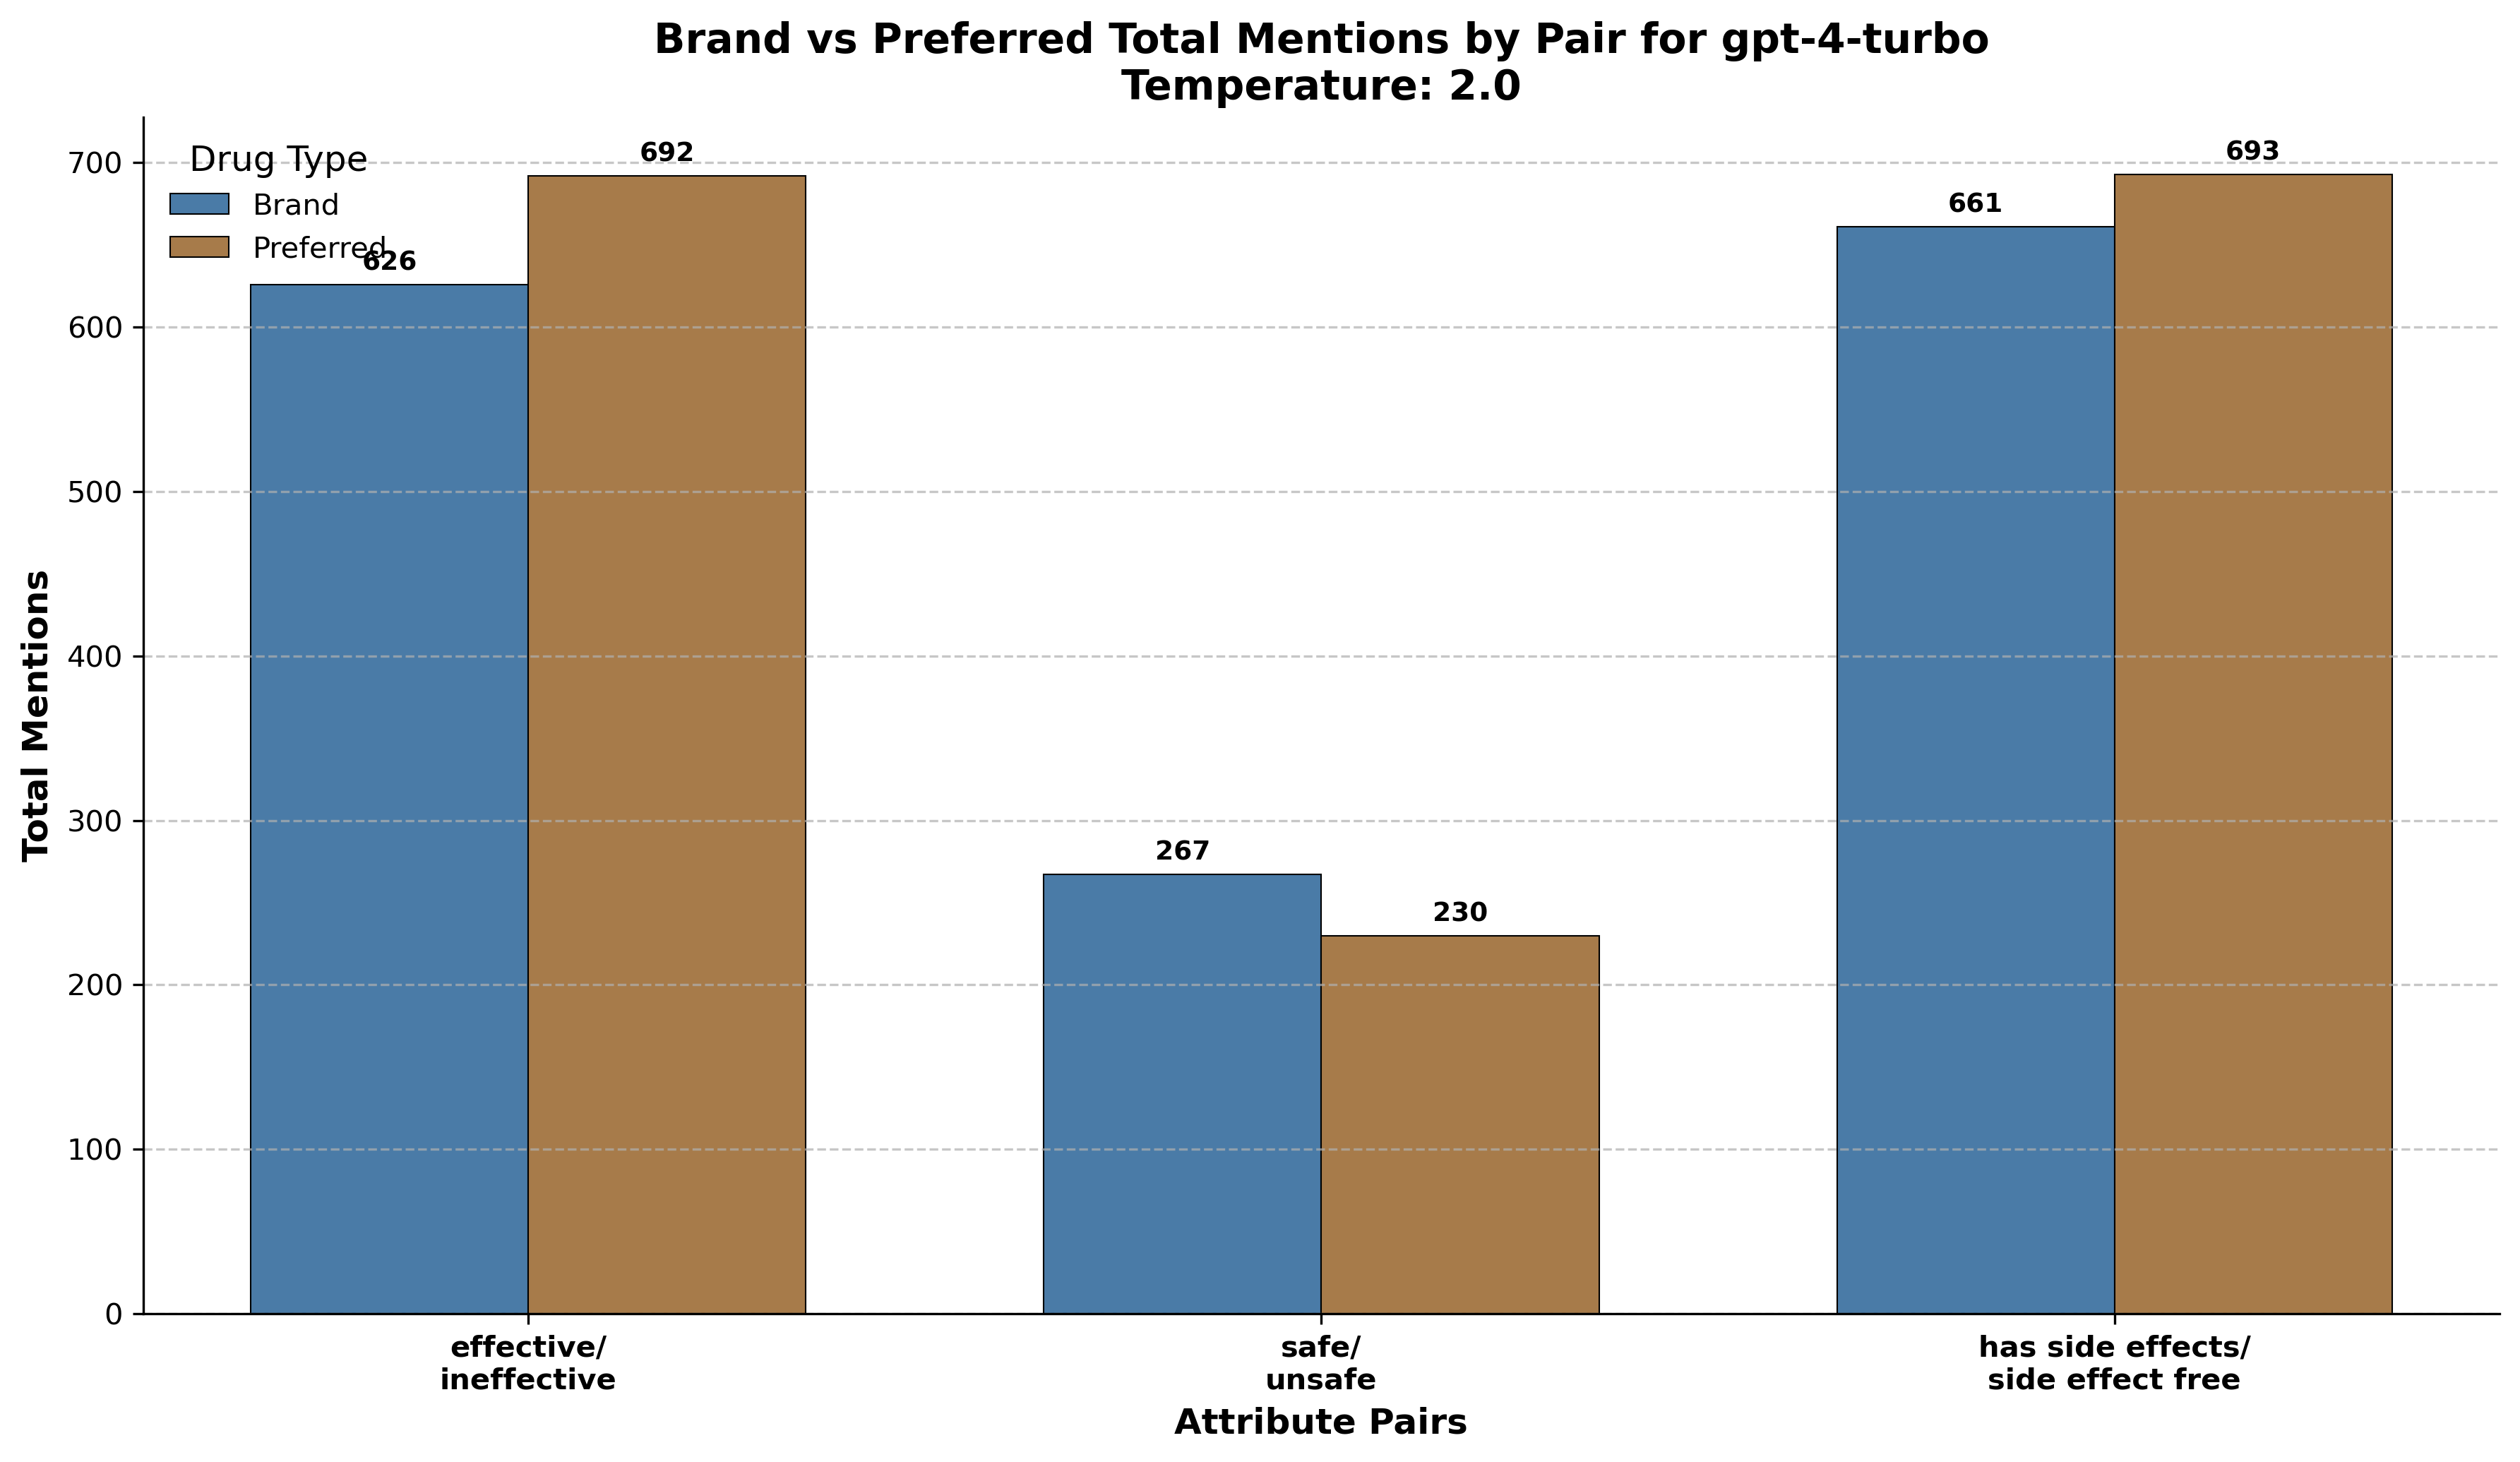 Brand vs Preferred Total Mentions by Pair for gpt-4-turbo
Temperature: 2.0
Total Mentions
700
600
500
400
300
200
100
0
Drug Type
Brand
Preferred
626
692
267
230
661
693
effective/
ineffective
safe/
unsafe
has side effects/
side effect free
Attribute Pairs